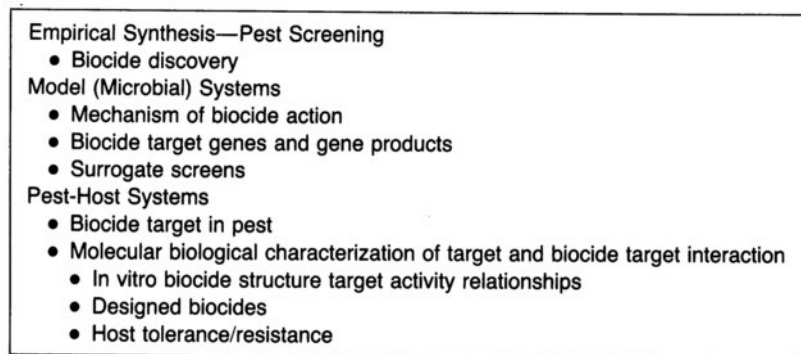 Empirical Synthesis—Pest Screening
• Biocide discovery
Model (Microbial) Systems
• Mechanism of biocide action
• Biocide target genes and gene products
• Surrogate screens
Pest-Host Systems
• Biocide target in pest
• Molecular biological characterization of target and biocide target interaction
• In vitro biocide structure target activity relationships
• Designed biocides
• Host tolerance/resistance